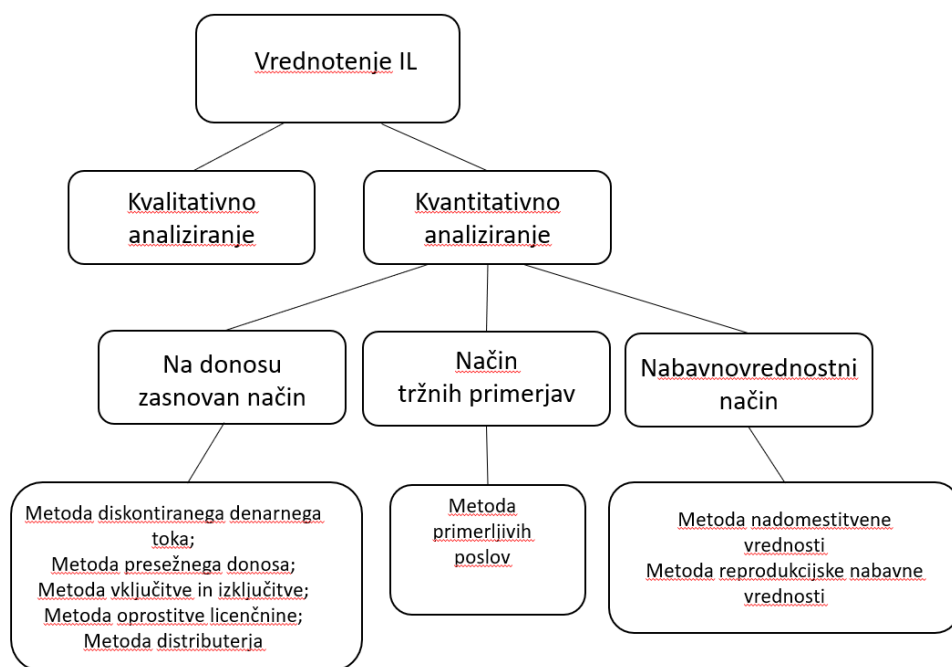 Vrednotenje IL
Kvalitativno
analiziranje
Kvantitativno
analiziranje
Na donosu
zasnovan način
Način
tržnih primerjav
Nabavnovrednostni
način
Metoda diskontiranega denarnega
toka;
Metoda presežnega donosa;
Metoda vključitve in izključitve;
Metoda oprostitve licenčnine;
Metoda distributerja
Metoda
primerljivih
poslov
Metoda nadomestitvene
vrednosti
Metoda reprodukcijske nabavne
vrednosti